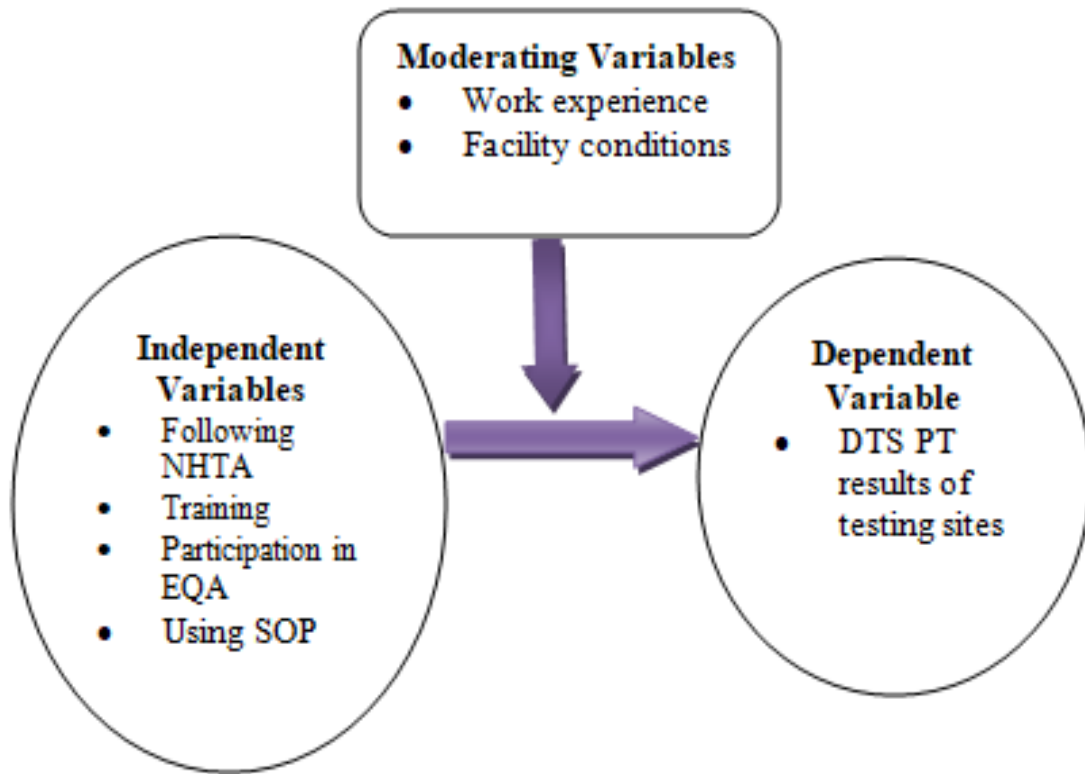 Moderating Variables
• Work experience
• Facility conditions
Independent
Variables
• Following
NHTA
• Training
• Participation in
EQA
• Using SOP
Dependent
Variable
• DTS PT
results of
testing sites